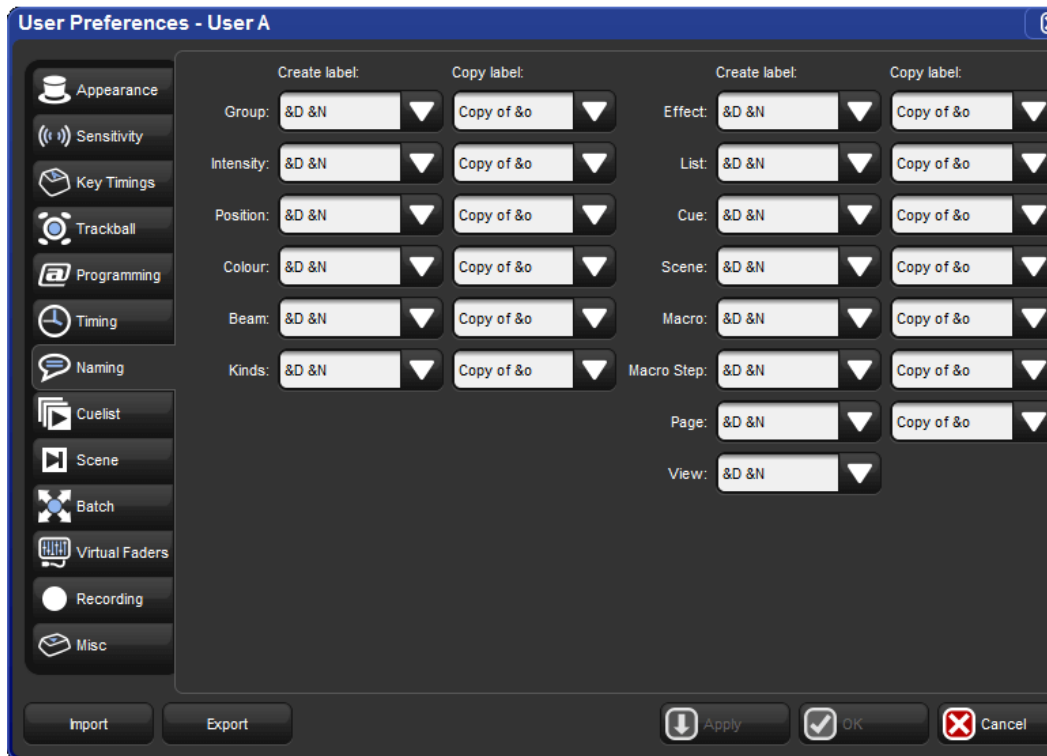 User Preferences - User A
Appearance
Sensitivity
Key Timings
Trackball
Programming
Timing
Naming
Cuelist
Scene
Batch
Virtual Faders
Recording
Misc
Create label: Copy label: Create label: Copy label:
Group: &D &N Copy of &o Effect: &D &N Copy of &o
Intensity: &D &N Copy of &o List: &D &N Copy of &o
Position: &D &N Copy of &o Cue: &D &N Copy of &o
Colour: &D &N Copy of &o Scene: &D &N Copy of &o
Beam: &D &N Copy of &o Macro: &D &N Copy of &o
Kinds: &D &N Copy of &o Macro Step: &D &N Copy of &o
Page: &D &N Copy of &o
View: &D &N
Import Export Apply OK Cancel